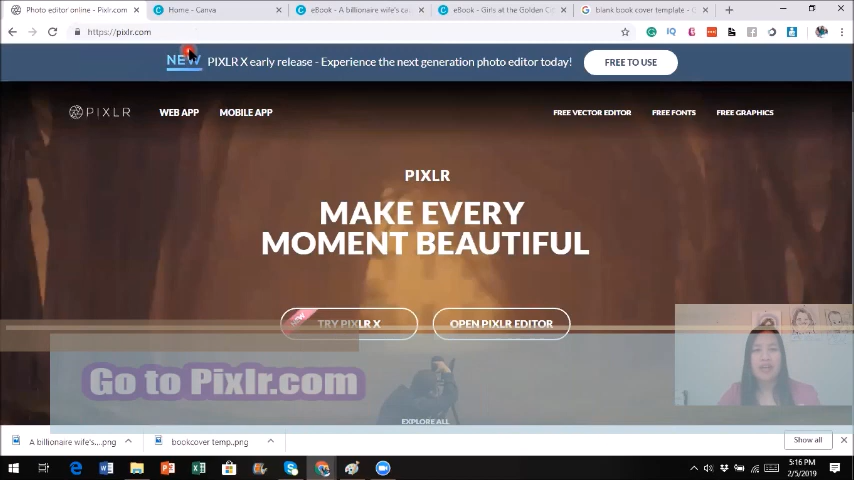 Photo editor online - Pixlr.com
Home - Canva
eBook - A billionaire wife's ca
eBook - Girls at the Golden C
blank book cover template - G
https://pixlr.com
NEW PIXLR X early release - Experience the next generation photo editor today! FREE TO USE
PIXLR
WEB APP
MOBILE APP
FREE VECTOR EDITOR
FREE FONTS
FREE GRAPHICS
PIXLR
MAKE EVERY
MOMENT BEAUTIFUL
NEW TRY PIXLR X
OPEN PIXLR EDITOR
Go to Pixlr.com
EXPLORE ALL
A billionaire wife's....png
bookcover temp..png
Show all
5:16 PM
2/5/2019